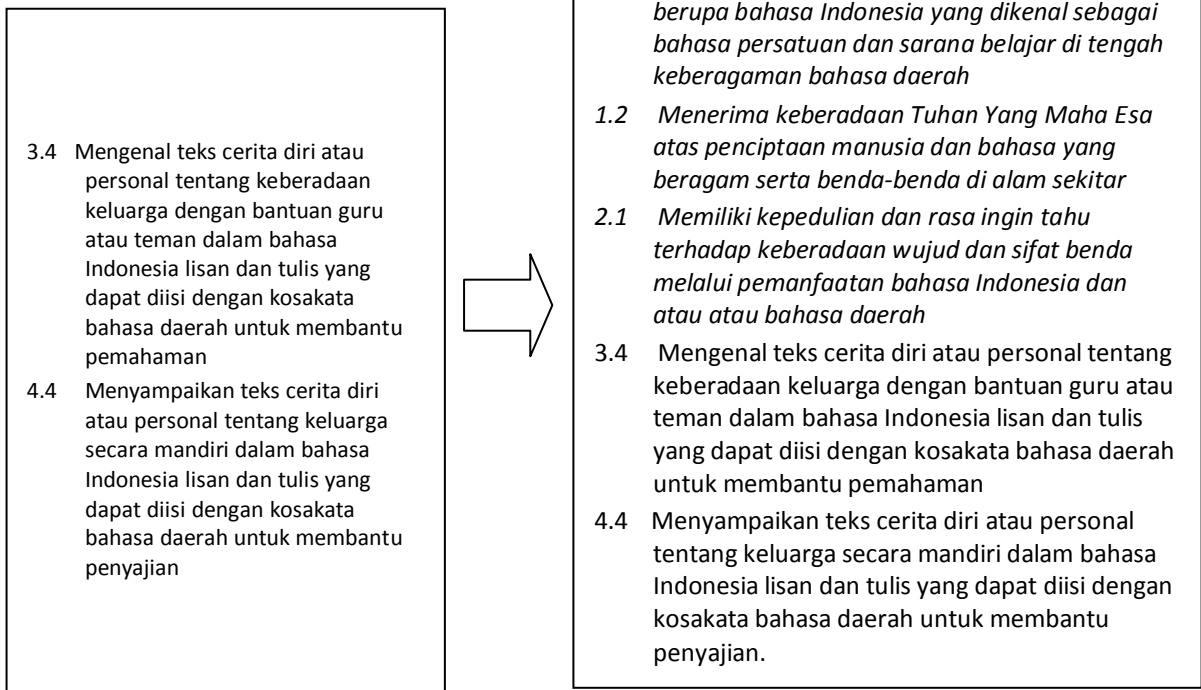 3.4 Mengenal teks cerita diri atau
personal tentang keberadaan
keluarga dengan bantuan guru
atau teman dalam bahasa
Indonesia lisan dan tulis yang
dapat diisi dengan kosakata
bahasa daerah untuk membantu
pemahaman
4.4 Menyampaikan teks cerita diri
atau personal tentang keluarga
secara mandiri dalam bahasa
Indonesia lisan dan tulis yang
dapat diisi dengan kosakata
bahasa daerah untuk membantu
penyajian
berupa bahasa Indonesia yang dikenal sebagai
bahasa persatuan dan sarana belajar di tengah
keberagaman bahasa daerah
1.2 Menerima keberadaan Tuhan Yang Maha Esa
atas penciptaan manusia dan bahasa yang
beragam serta benda-benda di alam sekitar
2.1 Memiliki kepedulian dan rasa ingin tahu
terhadap keberadaan wujud dan sifat benda
melalui pemanfaatan bahasa Indonesia dan
atau atau bahasa daerah
3.4 Mengenal teks cerita diri atau personal tentang
keberadaan keluarga dengan bantuan guru atau
teman dalam bahasa Indonesia lisan dan tulis
yang dapat diisi dengan kosakata bahasa daerah
untuk membantu pemahaman
4.4 Menyampaikan teks cerita diri atau personal
tentang keluarga secara mandiri dalam bahasa
Indonesia lisan dan tulis yang dapat diisi dengan
kosakata bahasa daerah untuk membantu
penyajian.